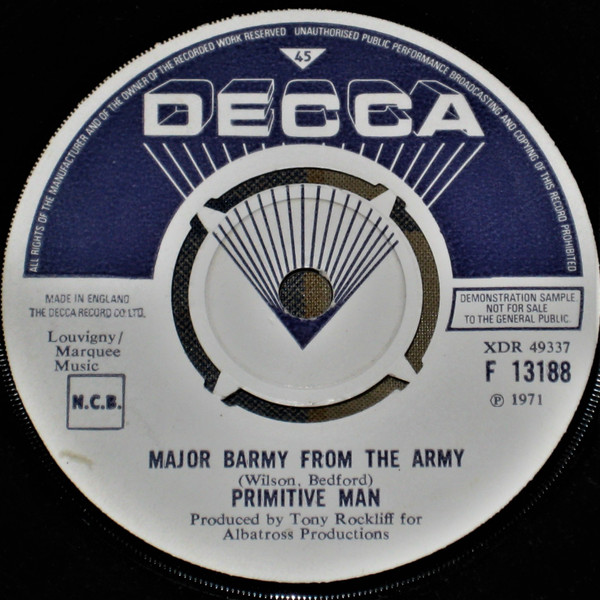 ALL RIGHTS OF THE MANUFACTURER AND OF THE OWNER OF THE RECORDED WORK RESERVED UNAUTHORISED PUBLIC PERFORMANCE BROADCASTING AND COPYING OF THIS RECORD PROHIBITED
45
DECCA
MADE IN ENGLAND
THE DECCA RECORD CO. LTD.
DEMONSTRATION SAMPLE
NOT FOR SALE
TO THE GENERAL PUBLIC.
Louvigny/
Marquee
Music
N.C.B.
XDR 49337
F 13188
℗ 1971
MAJOR BARMY FROM THE ARMY
(Wilson, Bedford)
PRIMITIVE MAN
Produced by Tony Rockliff for
Albatross Productions